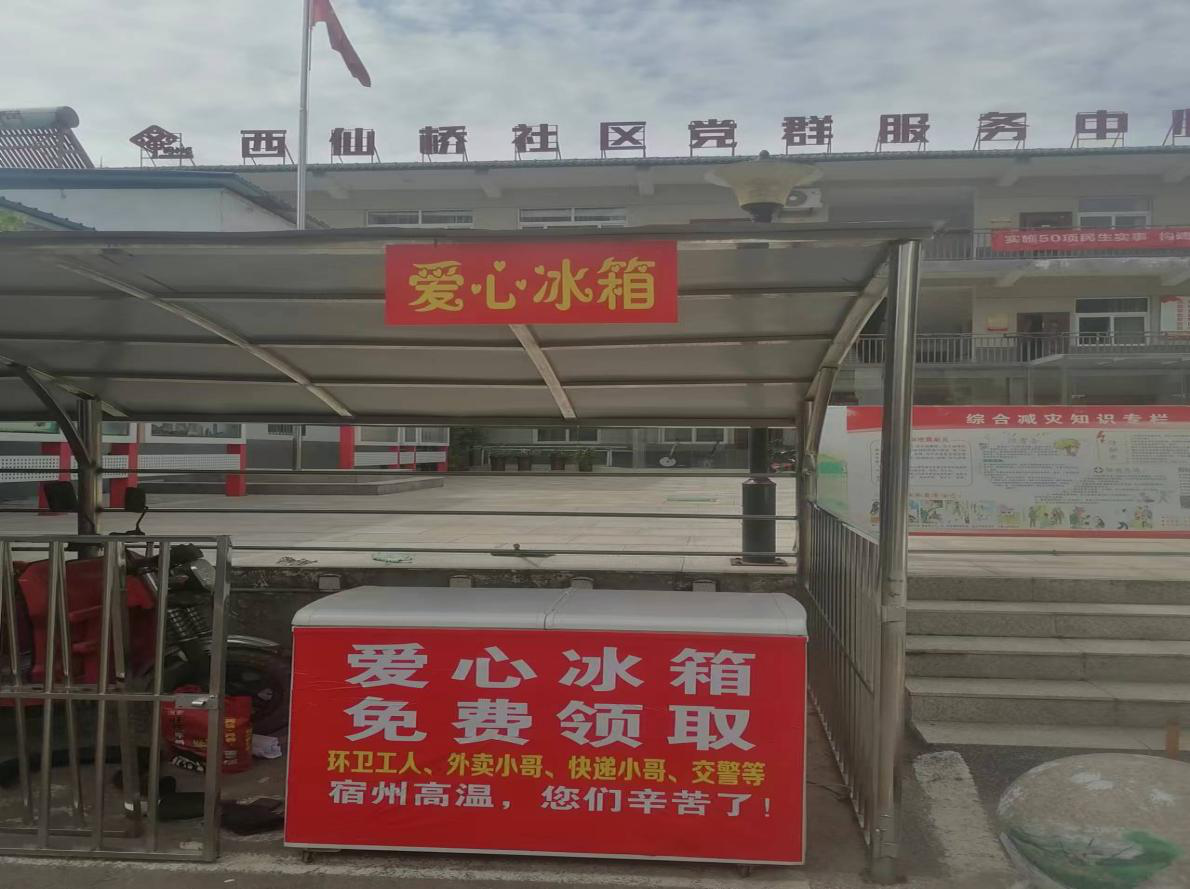 西仙桥社区党群服务中心
爱心冰箱
实施50项民生实事 构建
综合减灾知识专栏
爱心冰箱
免费领取
环卫工人、外卖小哥、快递小哥、交警等
宿州高温，您们辛苦了！